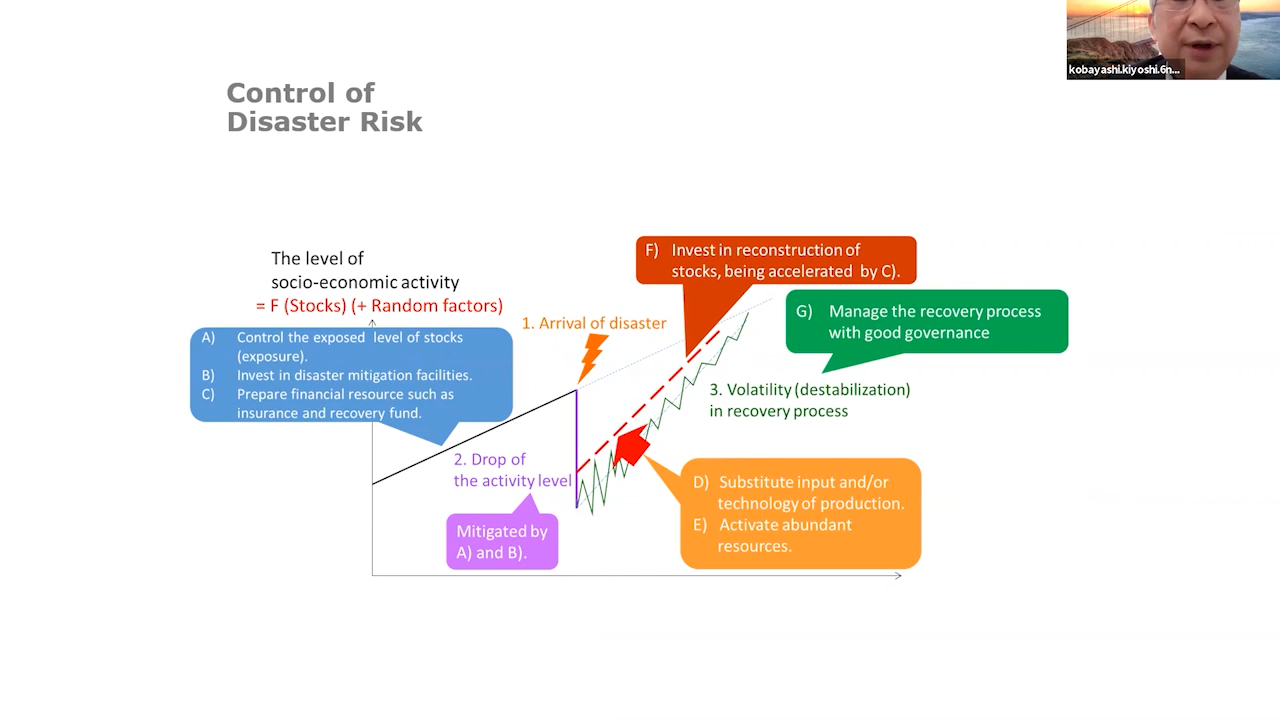 kobayashi.kiyoshi.6n...
Control of
Disaster Risk
The level of
socio-economic activity
= F (Stocks) (+ Random factors)
A) Control the exposed level of stocks
(exposure).
B) Invest in disaster mitigation facilities.
C) Prepare financial resource such as
insurance and recovery fund.
1. Arrival of disaster
F) Invest in reconstruction of
stocks, being accelerated by C).
G) Manage the recovery process
with good governance
3. Volatility (destabilization)
in recovery process
2. Drop of
the activity level
Mitigated by
A) and B).
D) Substitute input and/or
technology of production.
E) Activate abundant
resources.